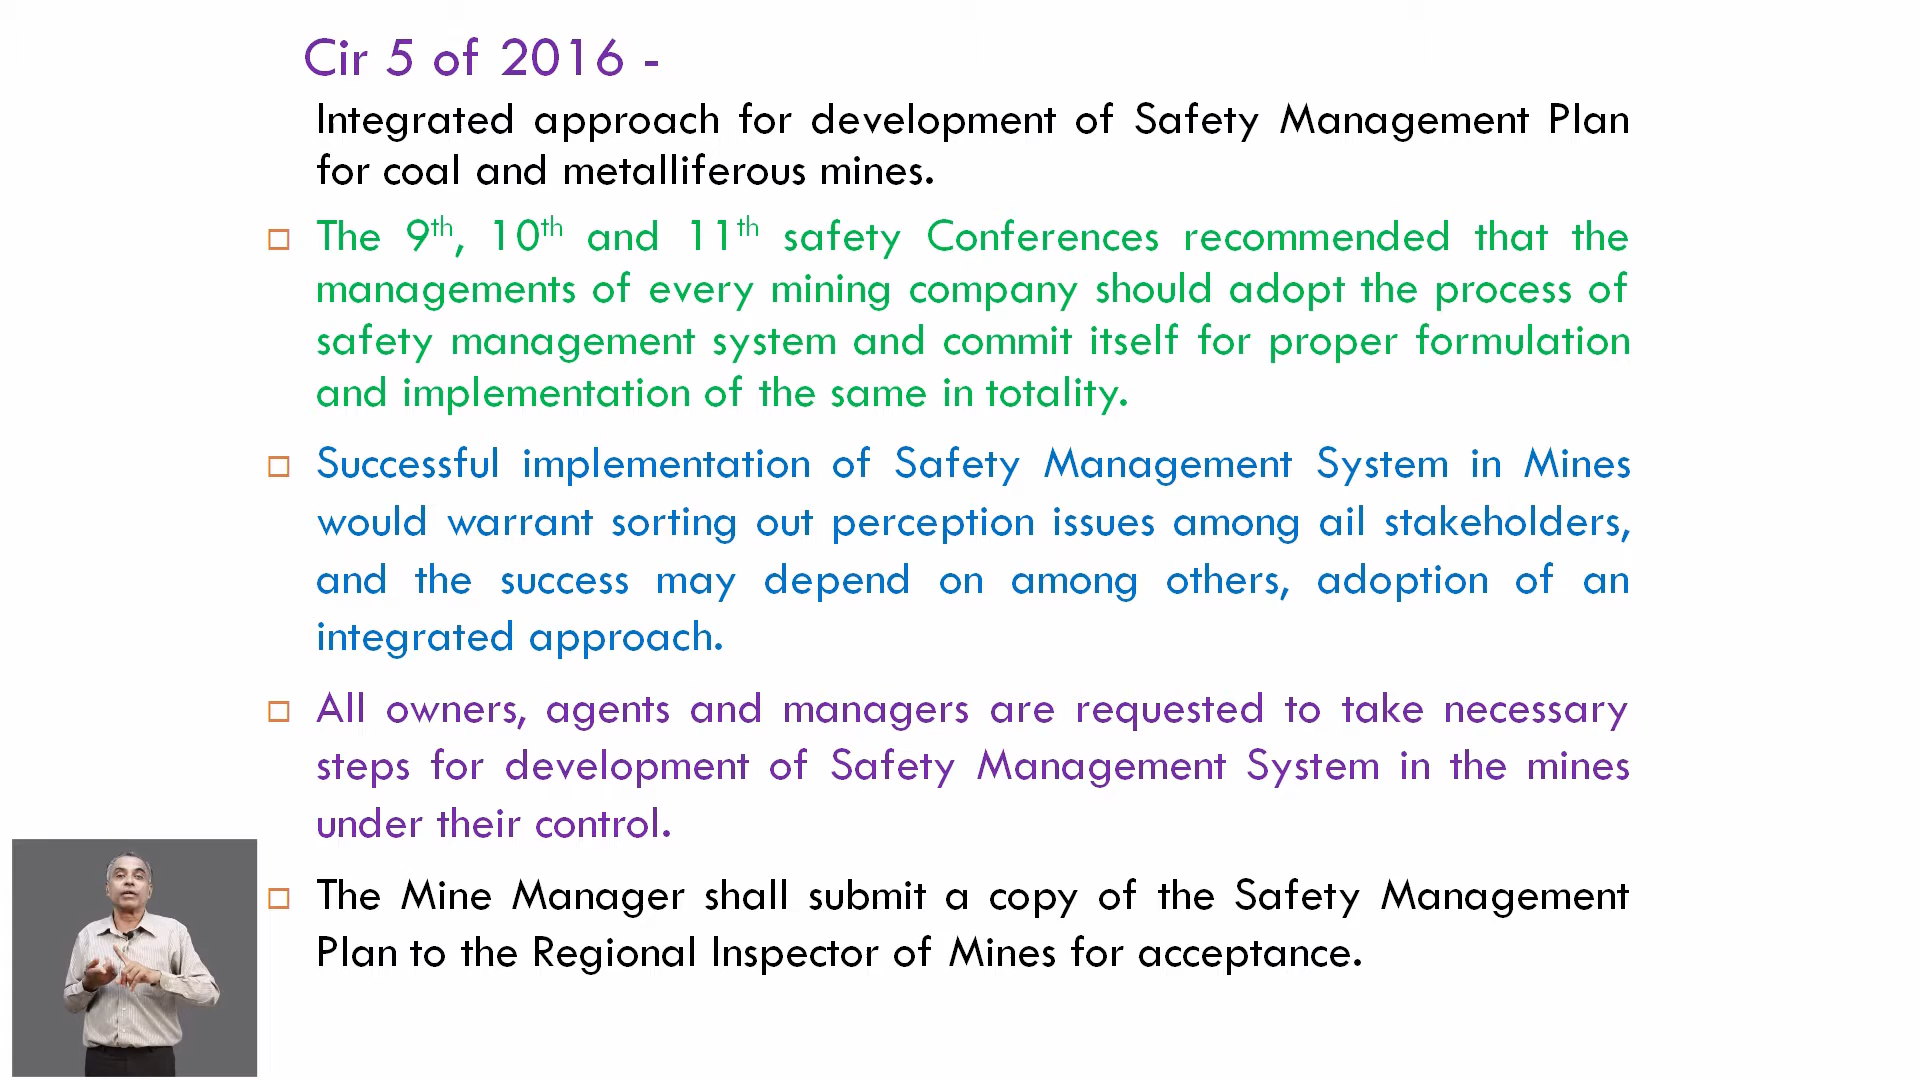 Cir 5 of 2016 -
Integrated approach for development of Safety Management Plan
for coal and metalliferous mines.
The 9th, 10th and 11th safety Conferences recommended that the
managements of every mining company should adopt the process of
safety management system and commit itself for proper formulation
and implementation of the same in totality.
Successful implementation of Safety Management System in Mines
would warrant sorting out perception issues among ail stakeholders,
and the success may depend on among others, adoption of an
integrated approach.
All owners, agents and managers are requested to take necessary
steps for development of Safety Management System in the mines
under their control.
The Mine Manager shall submit a copy of the Safety Management
Plan to the Regional Inspector of Mines for acceptance.